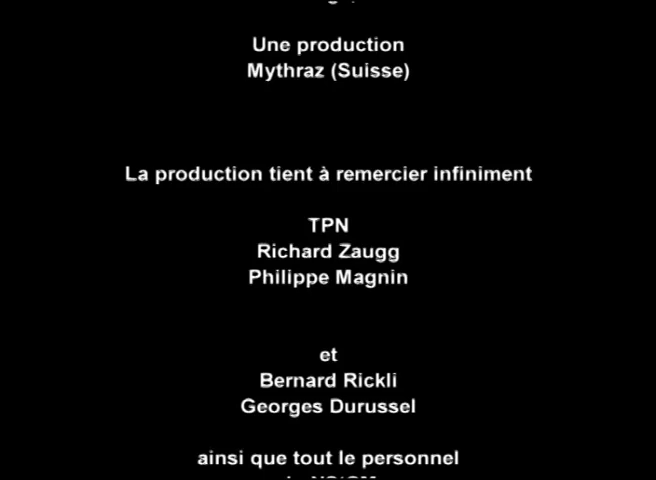 Une production
Mythraz (Suisse)
La production tient à remercier infiniment
TPN
Richard Zaugg
Philippe Magnin
et
Bernard Rickli
Georges Durussel
ainsi que tout le personnel